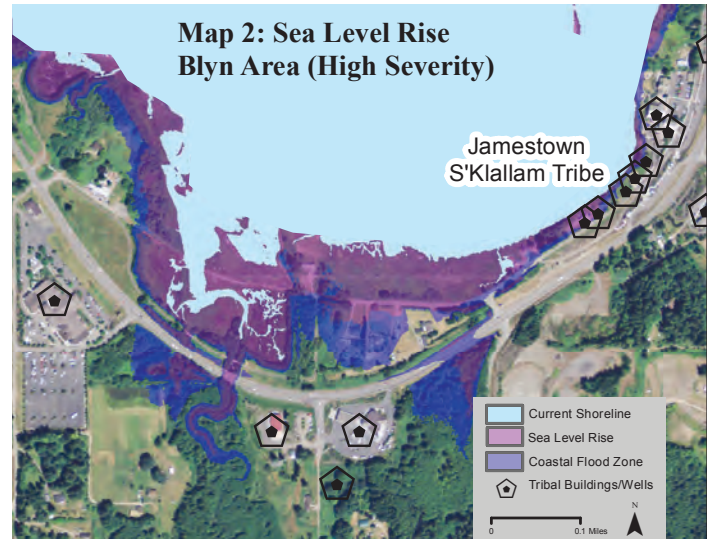 Map 2: Sea Level Rise
Blyn Area (High Severity)
Jamestown
S'Klallam Tribe
Current Shoreline
Sea Level Rise
Coastal Flood Zone
Tribal Buildings/Wells
N
0 0.1 Miles